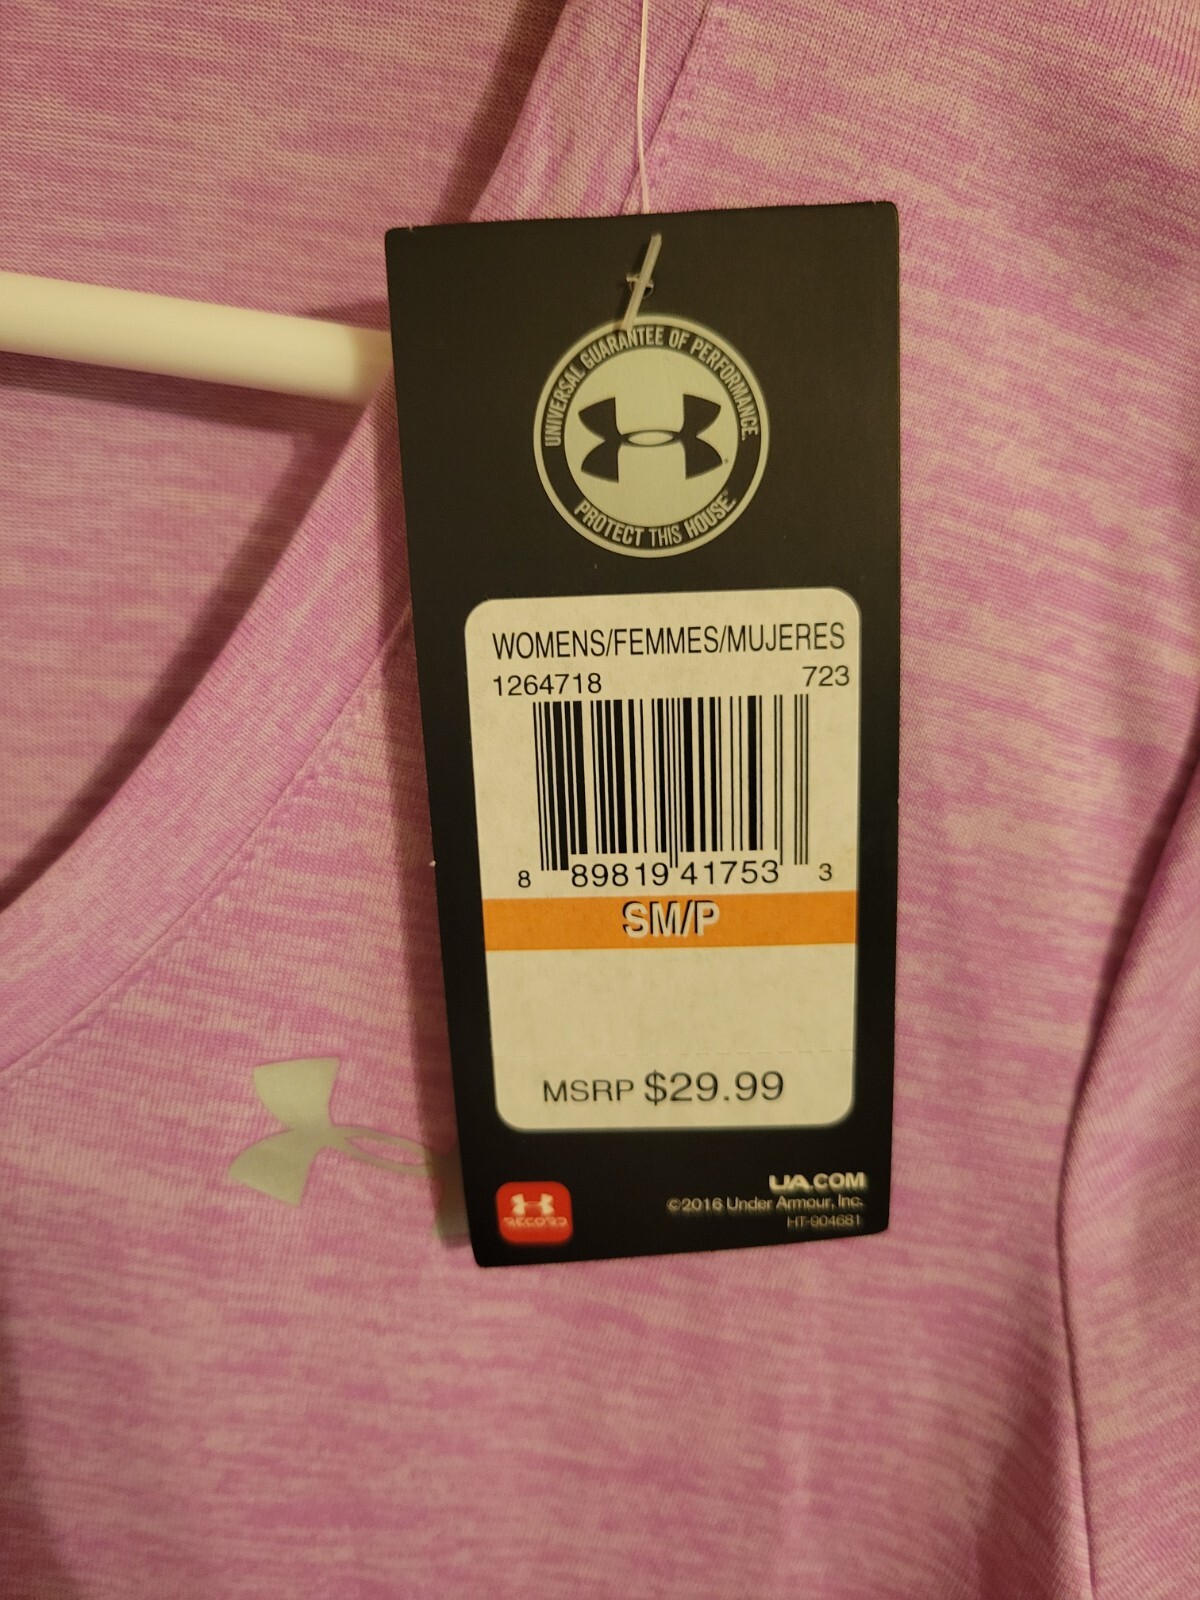 UNIVERSAL GUARANTEE OF PERFORMANCE.
PROTECT THIS HOUSE.
WOMENS/FEMMES/MUJERES
1264718 723
8 89819 41753 3
SM/P
MSRP $29.99
RECORD
UA.COM
©2016 Under Armour, Inc.
HT-904681